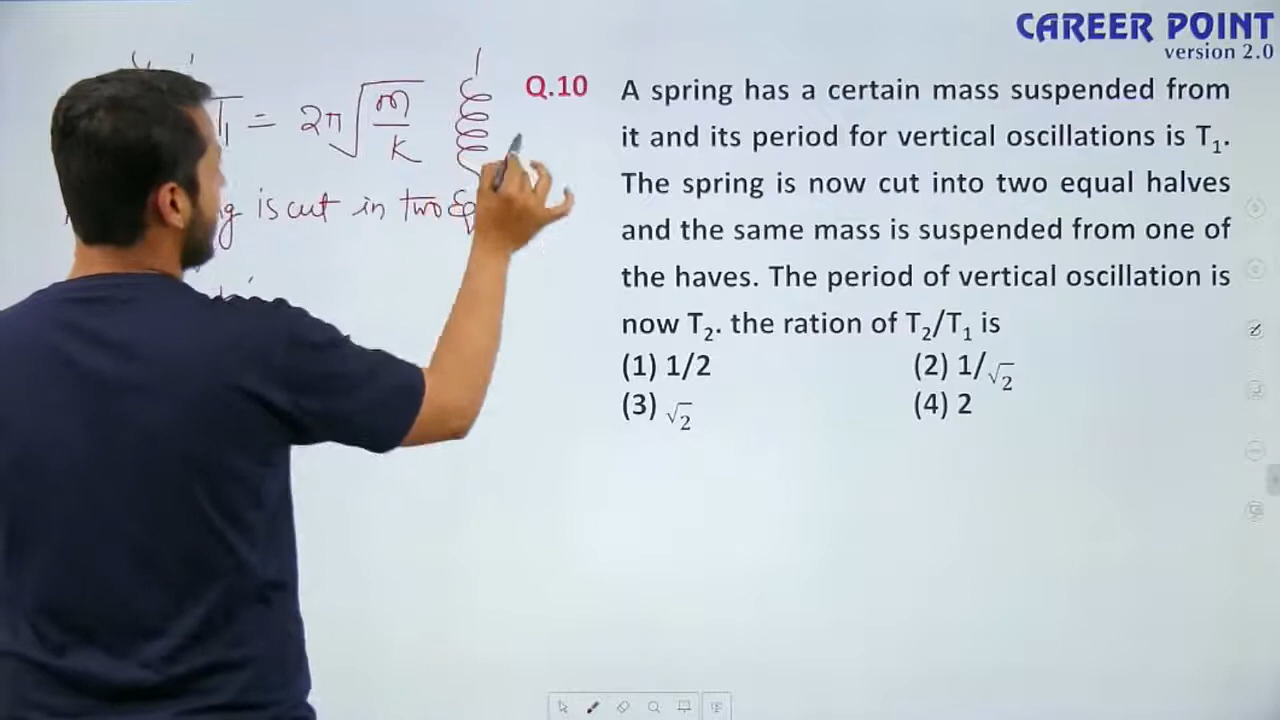 CAREER POINT
version 2.0
T₁ = 2π√(m/k)
is cut in two
Q.10 A spring has a certain mass suspended from
it and its period for vertical oscillations is T₁.
The spring is now cut into two equal halves
and the same mass is suspended from one of
the haves. The period of vertical oscillation is
now T₂. the ration of T₂/T₁ is
(1) 1/2 (2) 1/√2
(3) √2 (4) 2